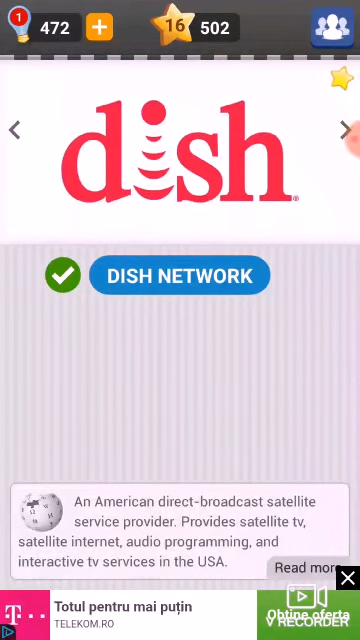 1
472
16
502
dish
DISH NETWORK
An American direct-broadcast satellite
service provider. Provides satellite tv,
satellite internet, audio programming, and
interactive tv services in the USA.
Read more
Totul pentru mai puțin
TELEKOM.RO
Obține oferta
V RECORDER